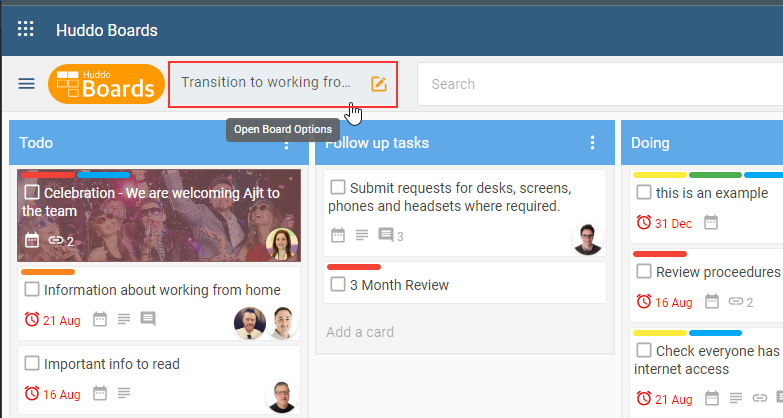 Huddo Boards
Huddo
Boards
Transition to working fro...
Search
Open Board Options
Todo
Celebration - We are welcoming Ajit to
the team
2
Information about working from home
21 Aug
Important info to read
16 Aug
Follow up tasks
Submit requests for desks, screens,
phones and headsets where required.
3
3 Month Review
Add a card
Doing
this is an example
31 Dec
Review proceedures
16 Aug
2
Check everyone has
internet access
21 Aug